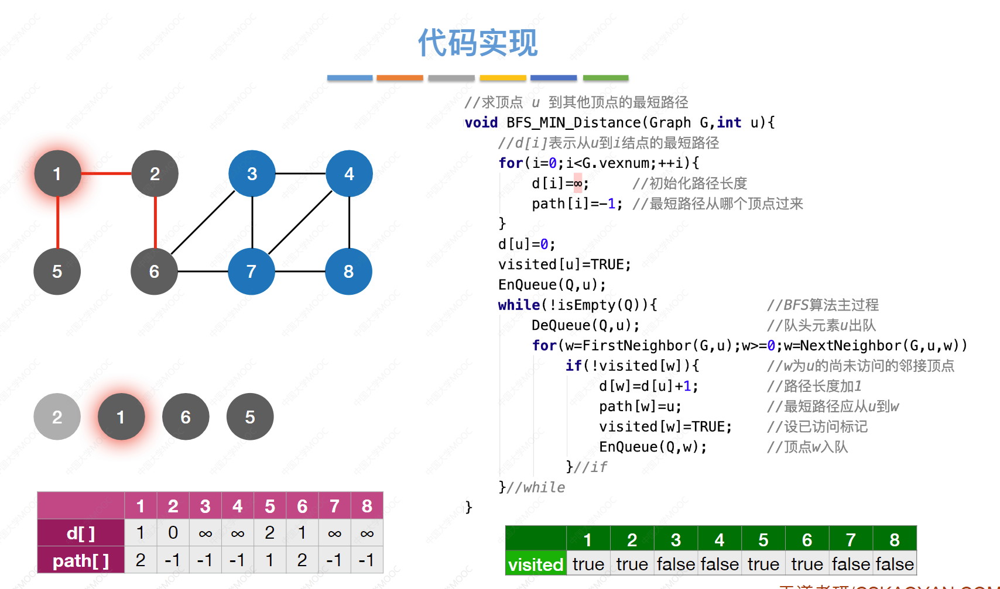 代码实现
//求顶点 u 到其他顶点的最短路径
void BFS_MIN_Distance(Graph G,int u){
//d[i]表示从u到i结点的最短路径
for(i=0;i<G.vexnum;++i){
d[i]=∞; //初始化路径长度
path[i]=-1; //最短路径从哪个顶点过来
}
d[u]=0;
visited[u]=TRUE;
EnQueue(Q,u);
while(!isEmpty(Q)){ //BFS算法主过程
DeQueue(Q,u); //队头元素u出队
for(w=FirstNeighbor(G,u);w>=0;w=NextNeighbor(G,u,w))
if(!visited[w]){ //w为u的尚未访问的邻接顶点
d[w]=d[u]+1; //路径长度加1
path[w]=u; //最短路径应从u到w
visited[w]=TRUE; //设已访问标记
EnQueue(Q,w); //顶点w入队
}//if
}//while
}
1 2 3 4
5 6 7 8
2 1 6 5
1 2 3 4 5 6 7 8
d[ ] 1 0 ∞ ∞ 2 1 ∞ ∞
path[ ] 2 -1 -1 -1 1 2 -1 -1
1 2 3 4 5 6 7 8
visited true true false false true true false false
中国大学MOOC